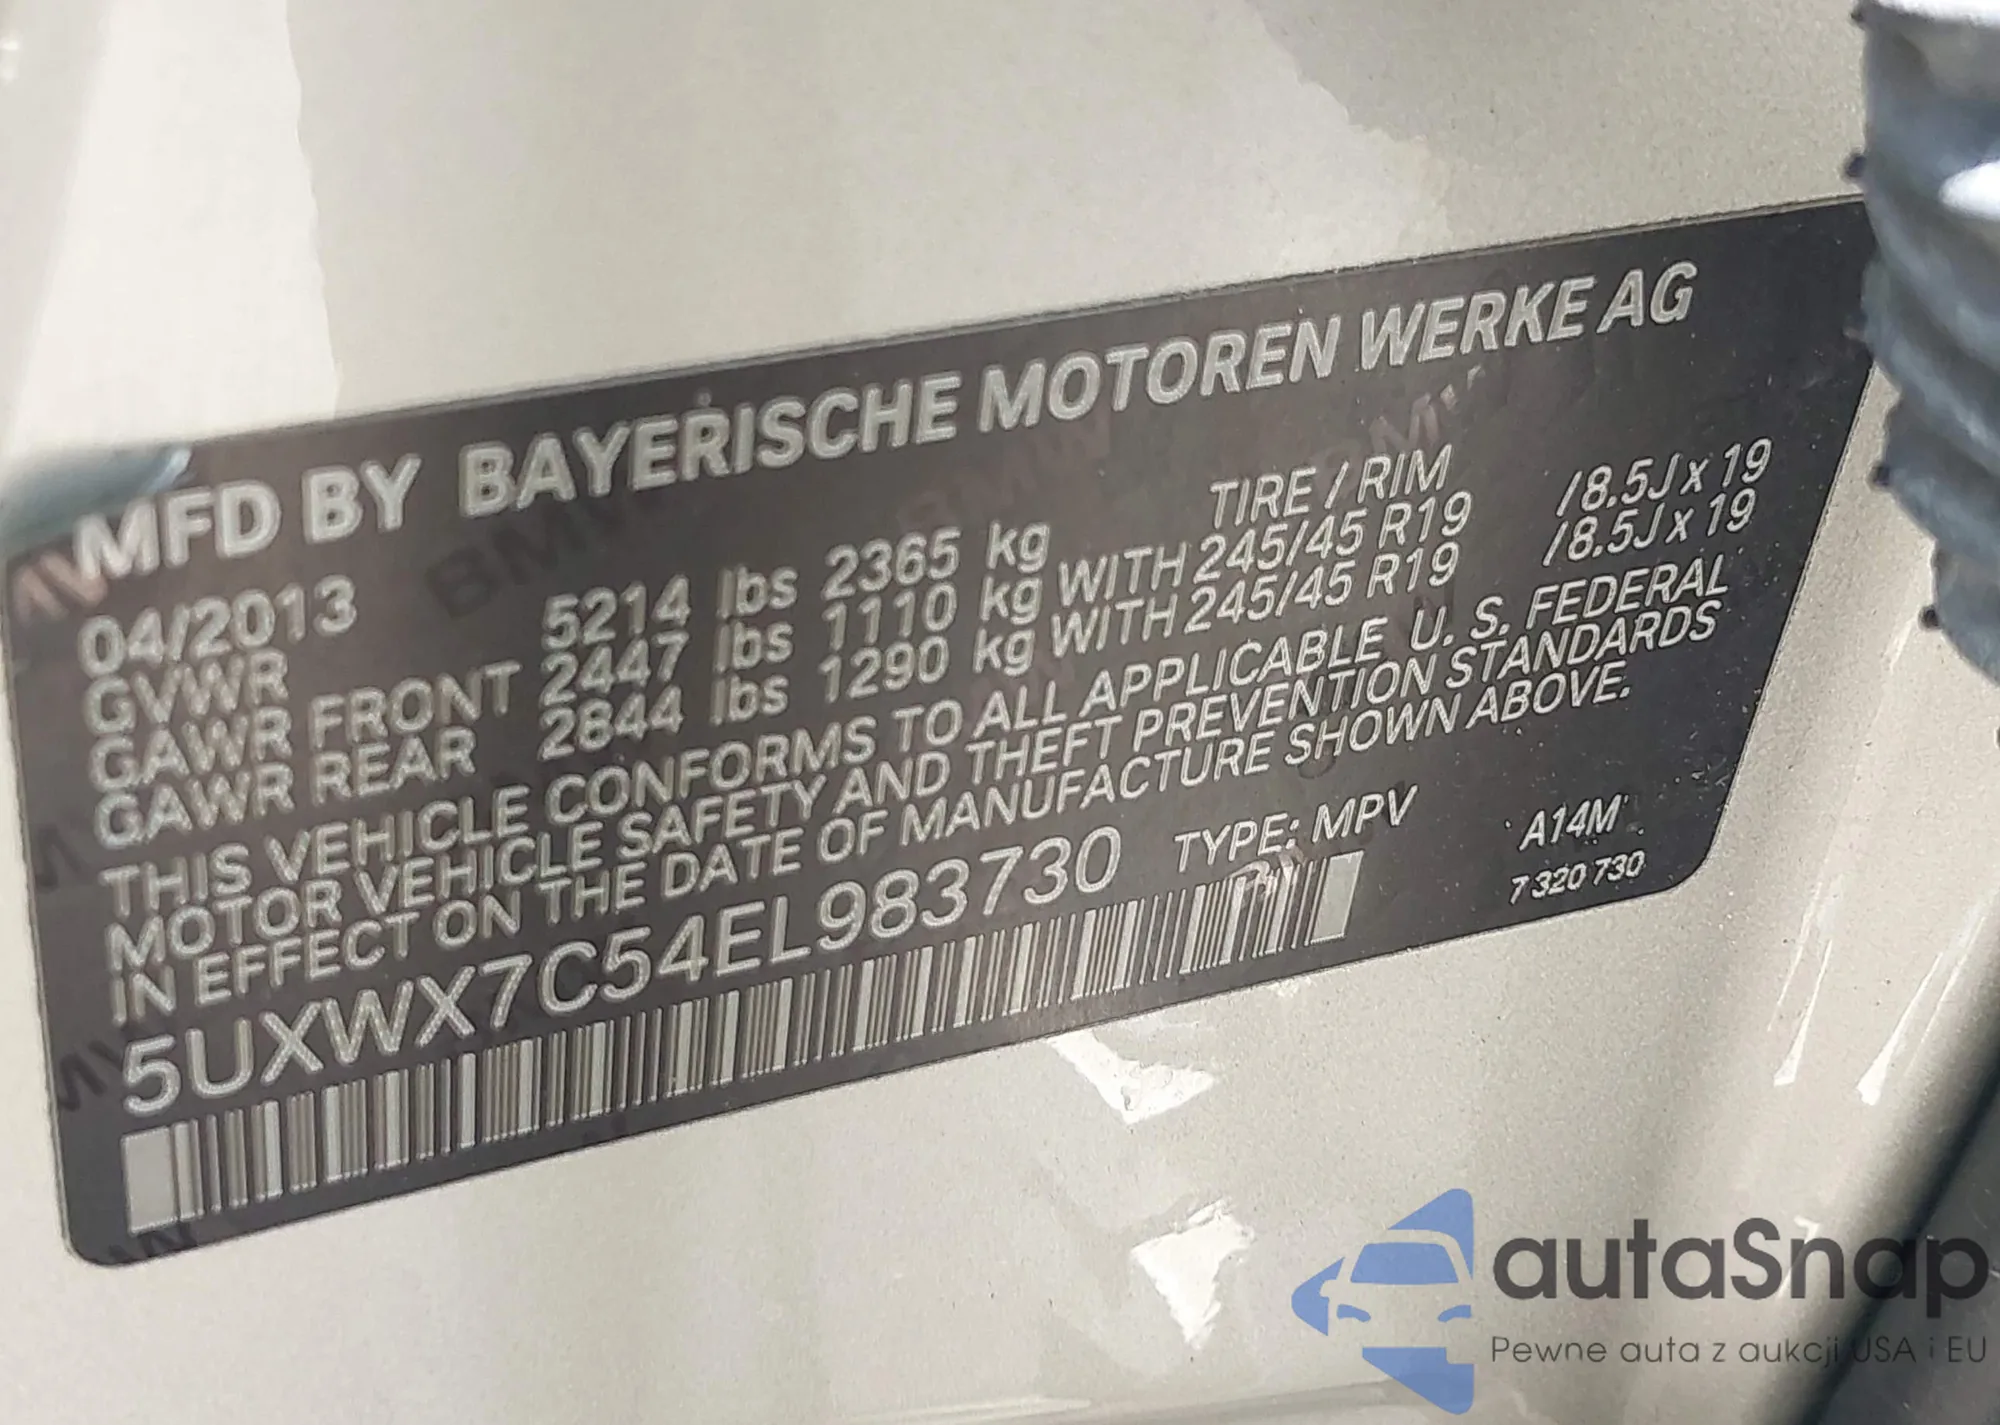 MFD BY BAYERISCHE MOTOREN WERKE AG
04/2013 TIRE / RIM
GVWR 5214 lbs 2365 kg
GAWR FRONT 2447 lbs 1110 kg WITH 245/45 R19 /8.5J x 19
GAWR REAR 2844 lbs 1290 kg WITH 245/45 R19 /8.5J x 19
THIS VEHICLE CONFORMS TO ALL APPLICABLE U. S. FEDERAL
MOTOR VEHICLE SAFETY AND THEFT PREVENTION STANDARDS
IN EFFECT ON THE DATE OF MANUFACTURE SHOWN ABOVE.
5UXWX7C54EL983730 TYPE: MPV A14M
7 320 730
autaSnap
Pewne auta z aukcji USA i EU